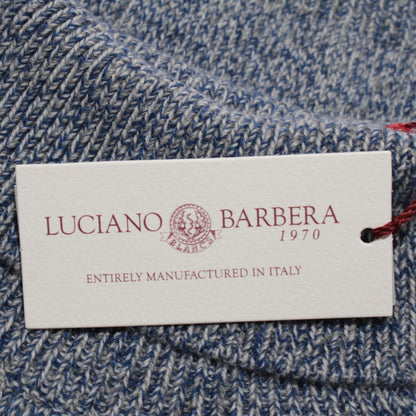 LUCIANO BARBERA
1970
ENTIRELY MANUFACTURED IN ITALY